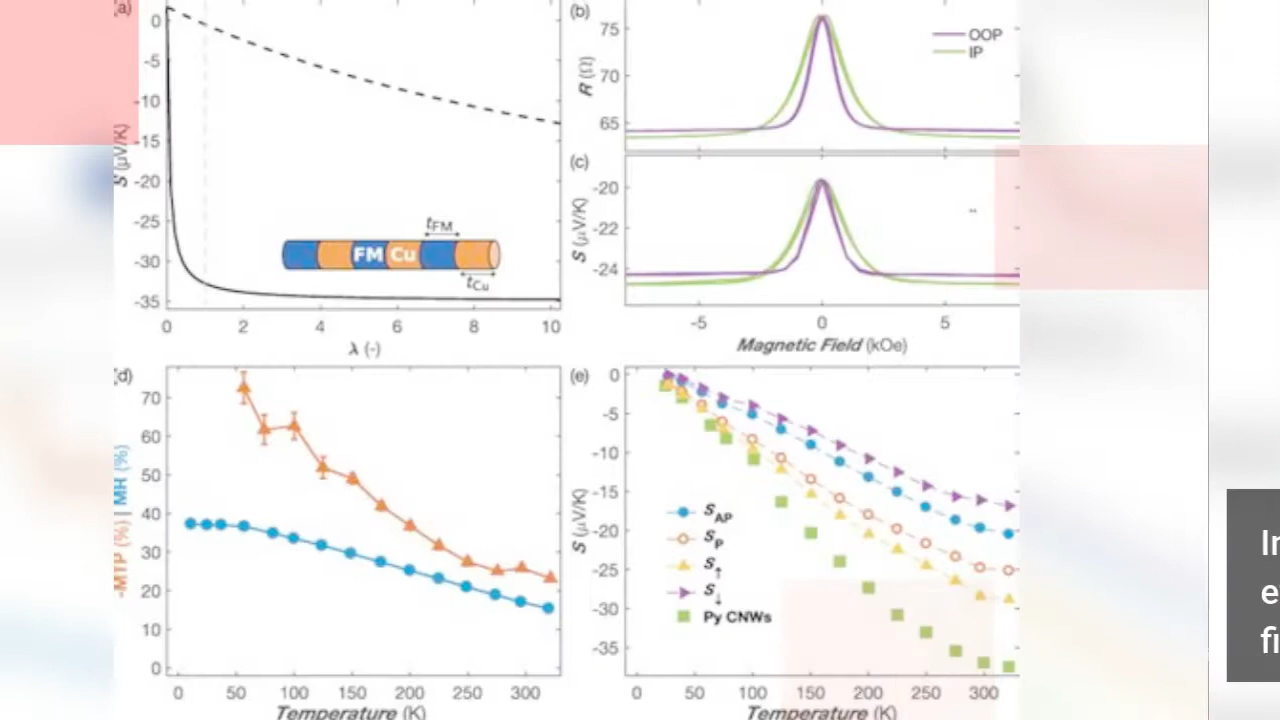 (a)
0
-5
-10
-15
-20
-25
-30
-35
S (μV/K)
tFM
FM Cu
tCu
0 2 4 6 8 10
λ (-)
(b)
75
70
65
R (Ω)
OOP
IP
(c)
-20
-22
-24
S (μV/K)
-5 0 5
Magnetic Field (kOe)
(d)
70
60
50
40
30
20
10
0
-MTP (%) | MR (%)
0 50 100 150 200 250 300
Temperature (K)
(e)
0
-5
-10
-15
-20
-25
-30
-35
S (μV/K)
SAP
SP
S↑
S↓
Py CNWs
0 50 100 150 200 250 300
Temperature (K)